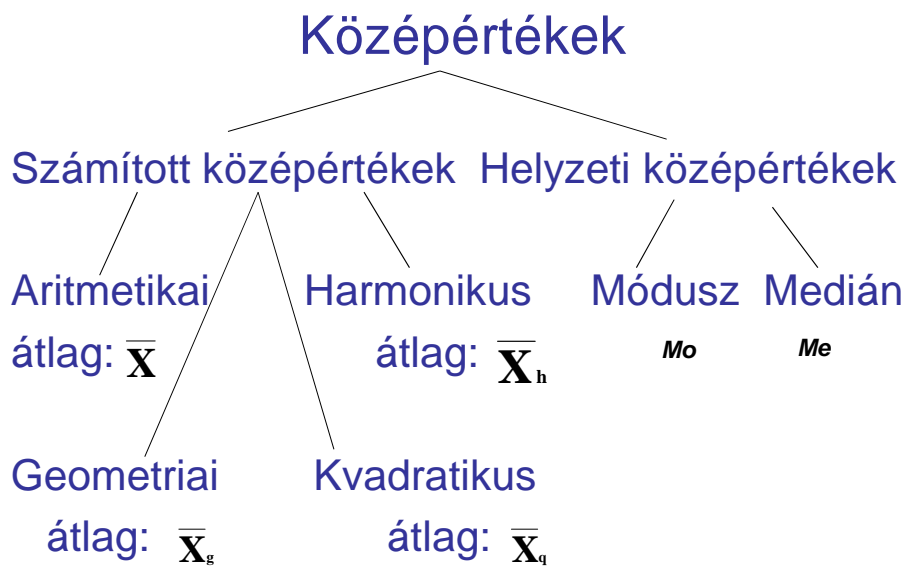 Középértékek
Számított középértékek Helyzeti középértékek
Aritmetikai Harmonikus Módusz Medián
átlag: X̅ átlag: X̅ₕ Mo Me
Geometriai Kvadratikus
átlag: X̅g átlag: X̅q